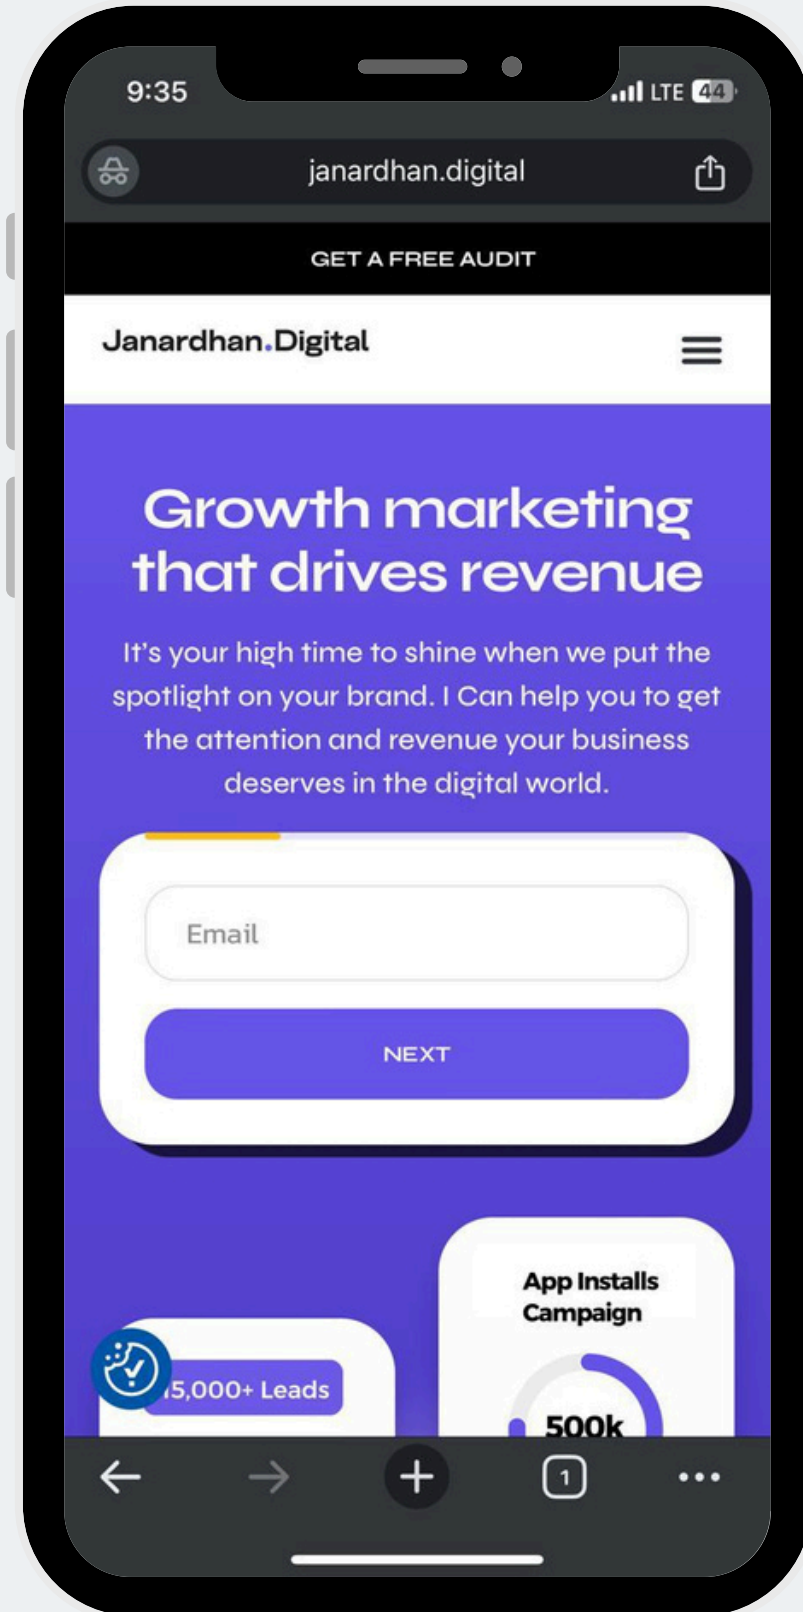 9:35
LTE 44
janardhan.digital
GET A FREE AUDIT
Janardhan.Digital
Growth marketing
that drives revenue
It's your high time to shine when we put the
spotlight on your brand. I Can help you to get
the attention and revenue your business
deserves in the digital world.
Email
NEXT
App Installs
Campaign
5,000+ Leads
500k
1